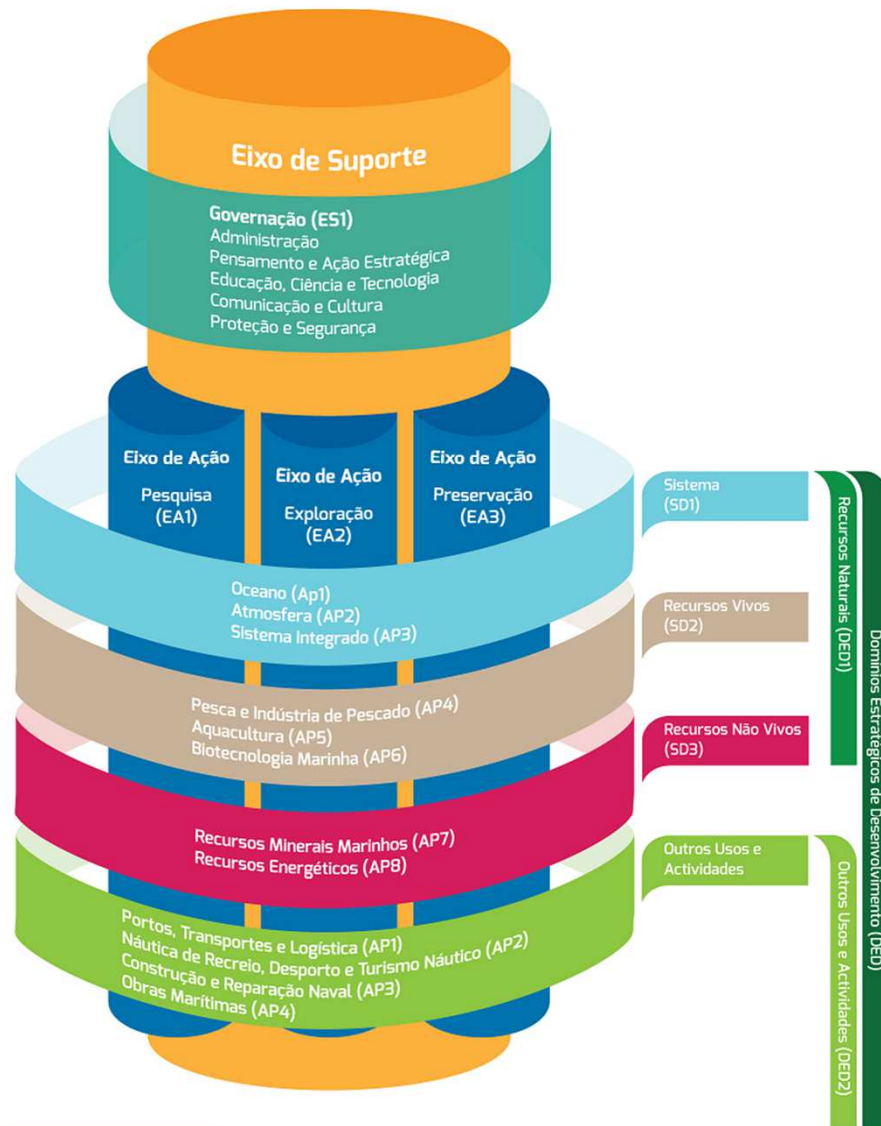 Eixo de Suporte
Governação (ES1)
Administração
Pensamento e Ação Estratégica
Educação, Ciência e Tecnologia
Comunicação e Cultura
Proteção e Segurança
Eixo de Ação
Pesquisa
(EA1)
Eixo de Ação
Exploração
(EA2)
Eixo de Ação
Preservação
(EA3)
Oceano (Ap1)
Atmosfera (AP2)
Sistema Integrado (AP3)
Pesca e Indústria de Pescado (AP4)
Aquacultura (AP5)
Biotecnologia Marinha (AP6)
Recursos Minerais Marinhos (AP7)
Recursos Energéticos (AP8)
Portos, Transportes e Logística (AP1)
Náutica de Recreio, Desporto e Turismo Náutico (AP2)
Construção e Reparação Naval (AP3)
Obras Marítimas (AP4)
Sistema
(SD1)
Recursos Vivos
(SD2)
Recursos Não Vivos
(SD3)
Outros Usos e
Actividades
Recursos Naturais (DED1)
Outros Usos e Actividades (DED2)
Domínios Estratégicos de Desenvolvimento (DED)